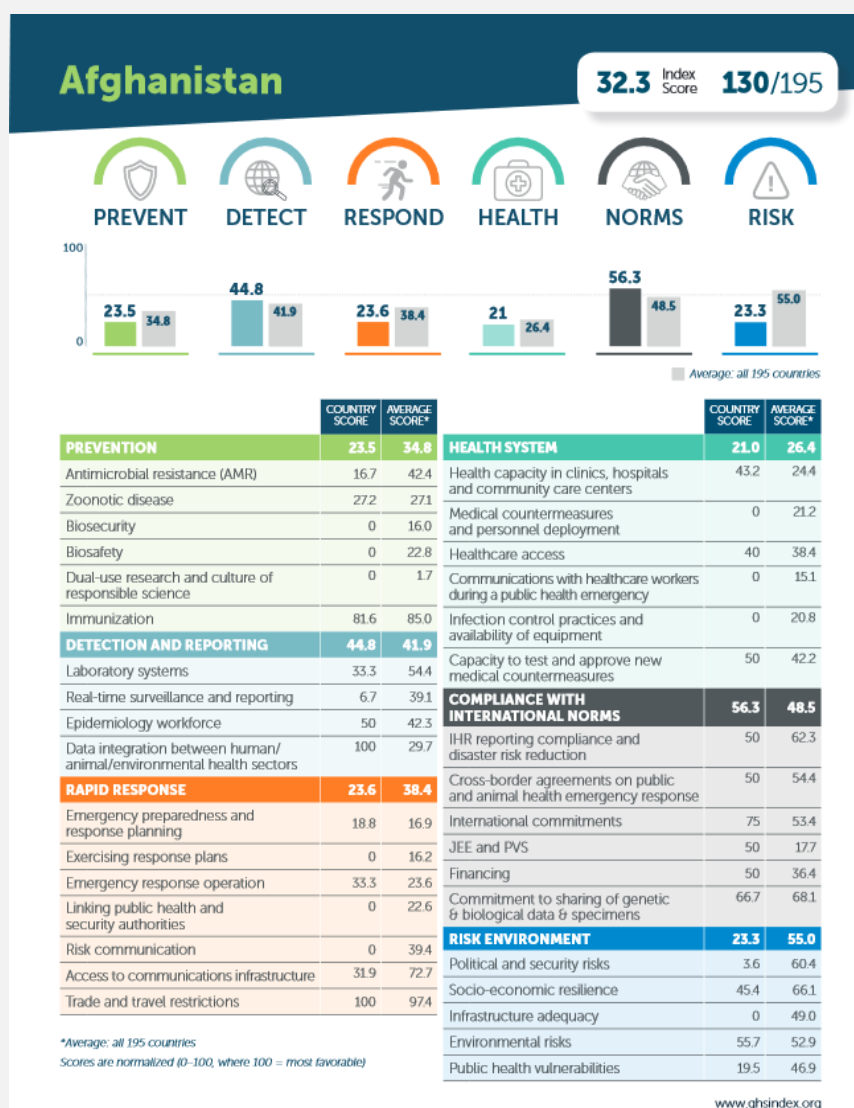 Afghanistan
32.3 Index Score 130/195
PREVENT DETECT RESPOND HEALTH NORMS RISK
100
0
23.5 34.8
44.8 41.9
23.6 38.4
21 26.4
56.3 48.5
23.3 55.0
Average: all 195 countries
COUNTRY SCORE AVERAGE SCORE*
PREVENTION 23.5 34.8
Antimicrobial resistance (AMR) 16.7 42.4
Zoonotic disease 27.2 27.1
Biosecurity 0 16.0
Biosafety 0 22.8
Dual-use research and culture of
responsible science 0 1.7
Immunization 81.6 85.0
DETECTION AND REPORTING 44.8 41.9
Laboratory systems 33.3 54.4
Real-time surveillance and reporting 6.7 39.1
Epidemiology workforce 50 42.3
Data integration between human/
animal/environmental health sectors 100 29.7
RAPID RESPONSE 23.6 38.4
Emergency preparedness and
response planning 18.8 16.9
Exercising response plans 0 16.2
Emergency response operation 33.3 23.6
Linking public health and
security authorities 0 22.6
Risk communication 0 39.4
Access to communications infrastructure 31.9 72.7
Trade and travel restrictions 100 97.4
*Average: all 195 countries
Scores are normalized (0–100, where 100 = most favorable)
COUNTRY SCORE AVERAGE SCORE*
HEALTH SYSTEM 21.0 26.4
Health capacity in clinics, hospitals
and community care centers 43.2 24.4
Medical countermeasures
and personnel deployment 0 21.2
Healthcare access 40 38.4
Communications with healthcare workers
during a public health emergency 0 15.1
Infection control practices and
availability of equipment 0 20.8
Capacity to test and approve new
medical countermeasures 50 42.2
COMPLIANCE WITH
INTERNATIONAL NORMS 56.3 48.5
IHR reporting compliance and
disaster risk reduction 50 62.3
Cross-border agreements on public
and animal health emergency response 50 54.4
International commitments 75 53.4
JEE and PVS 50 17.7
Financing 50 36.4
Commitment to sharing of genetic
& biological data & specimens 66.7 68.1
RISK ENVIRONMENT 23.3 55.0
Political and security risks 3.6 60.4
Socio-economic resilience 45.4 66.1
Infrastructure adequacy 0 49.0
Environmental risks 55.7 52.9
Public health vulnerabilities 19.5 46.9
www.ghsindex.org